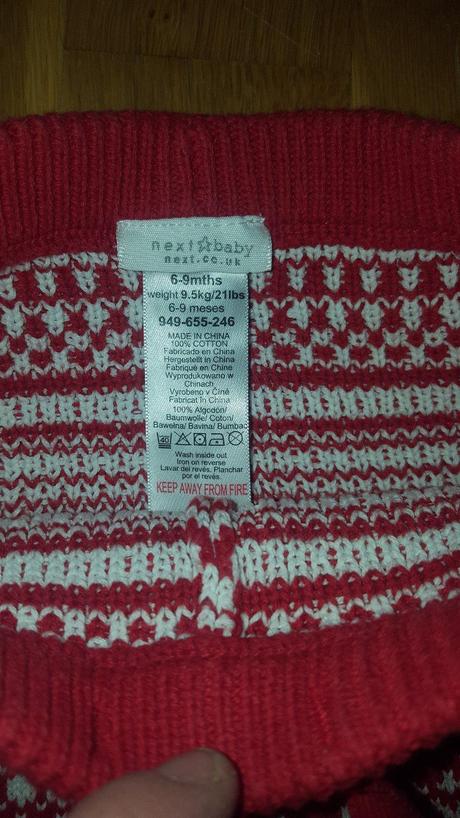 next☆baby
next.co.uk
6-9mths
weight 9.5kg/21lbs
6-9 meses
949-655-246
MADE IN CHINA
100% COTTON
Fabricado en China
Hergestellt in China
Fabriqué en Chine
Wyprodukowano w
Chinach
Vyrobeno v Číně
Fabricat în China
100% Algodón/
Baumwolle/ Coton/
Bawełna/ Bavlna/ Bumbac
40
Wash inside out
Iron on reverse
Lavar del revés. Planchar
por el revés.
KEEP AWAY FROM FIRE